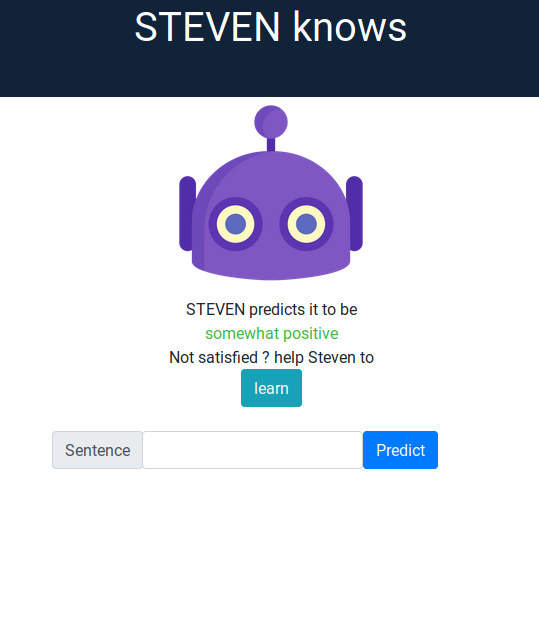 STEVEN knows
STEVEN predicts it to be
somewhat positive
Not satisfied ? help Steven to
learn
Sentence Predict